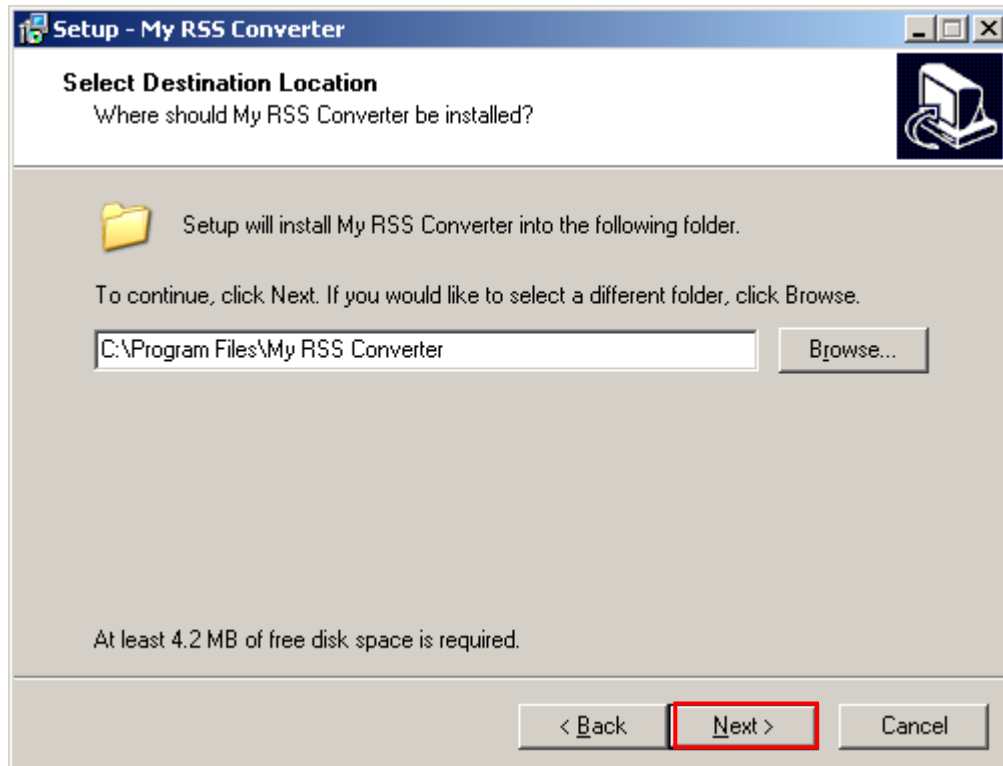 Setup - My RSS Converter
Select Destination Location
Where should My RSS Converter be installed?
Setup will install My RSS Converter into the following folder.
To continue, click Next. If you would like to select a different folder, click Browse.
C:\Program Files\My RSS Converter
Browse...
At least 4.2 MB of free disk space is required.
< Back
Next >
Cancel